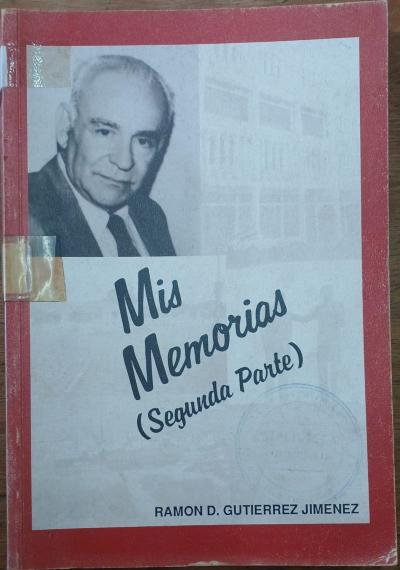 Mis
Memorias
(Segunda Parte)
RAMON D. GUTIERREZ JIMENEZ